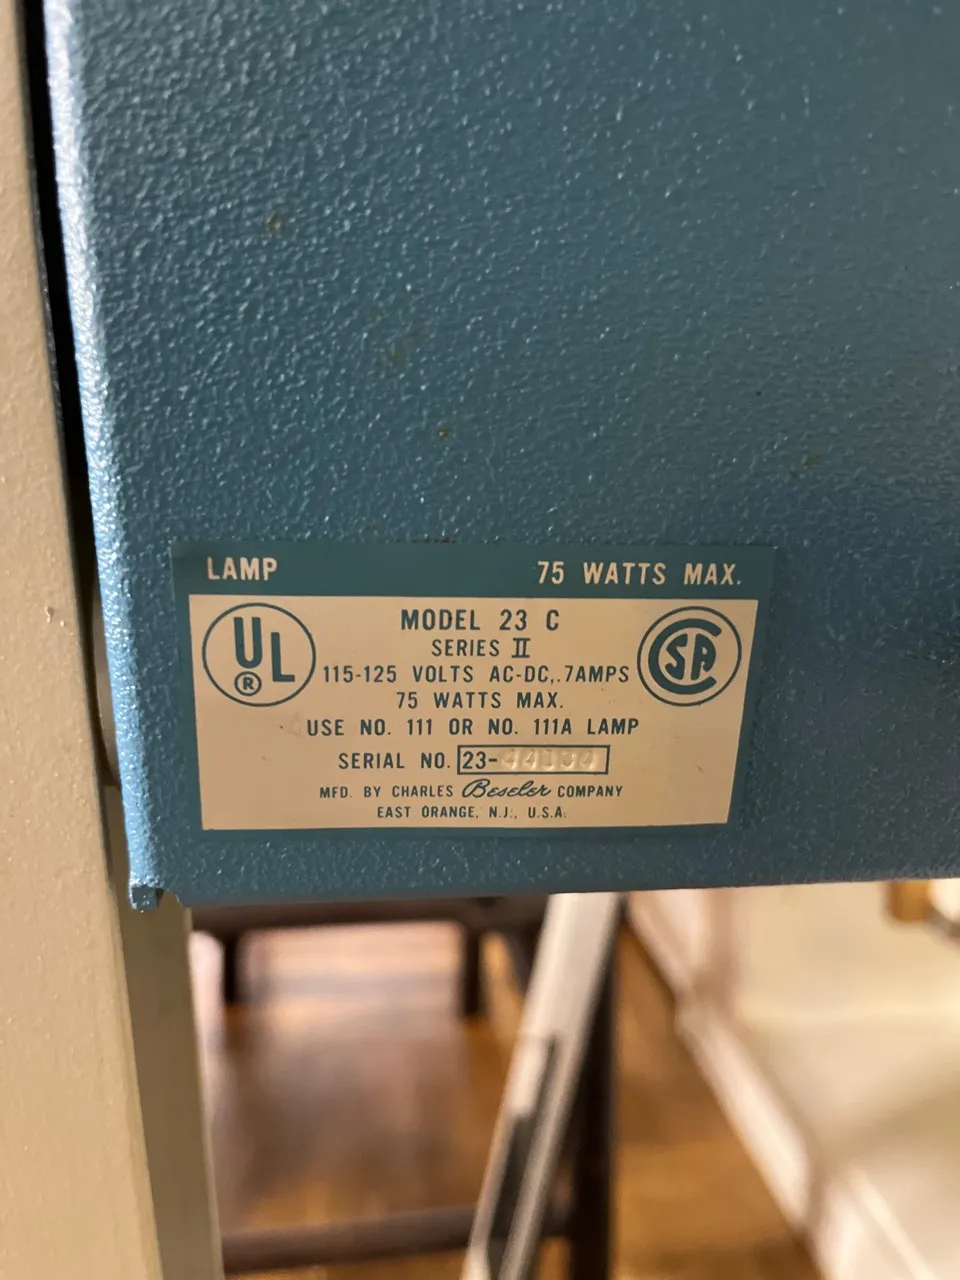 LAMP 75 WATTS MAX.
UL ®
MODEL 23 C
SERIES II
CSA
115-125 VOLTS AC-DC,.7AMPS
75 WATTS MAX.
USE NO. 111 OR NO. 111A LAMP
SERIAL NO. 23-44134
MFD. BY CHARLES Beseler COMPANY
EAST ORANGE, N.J., U.S.A.